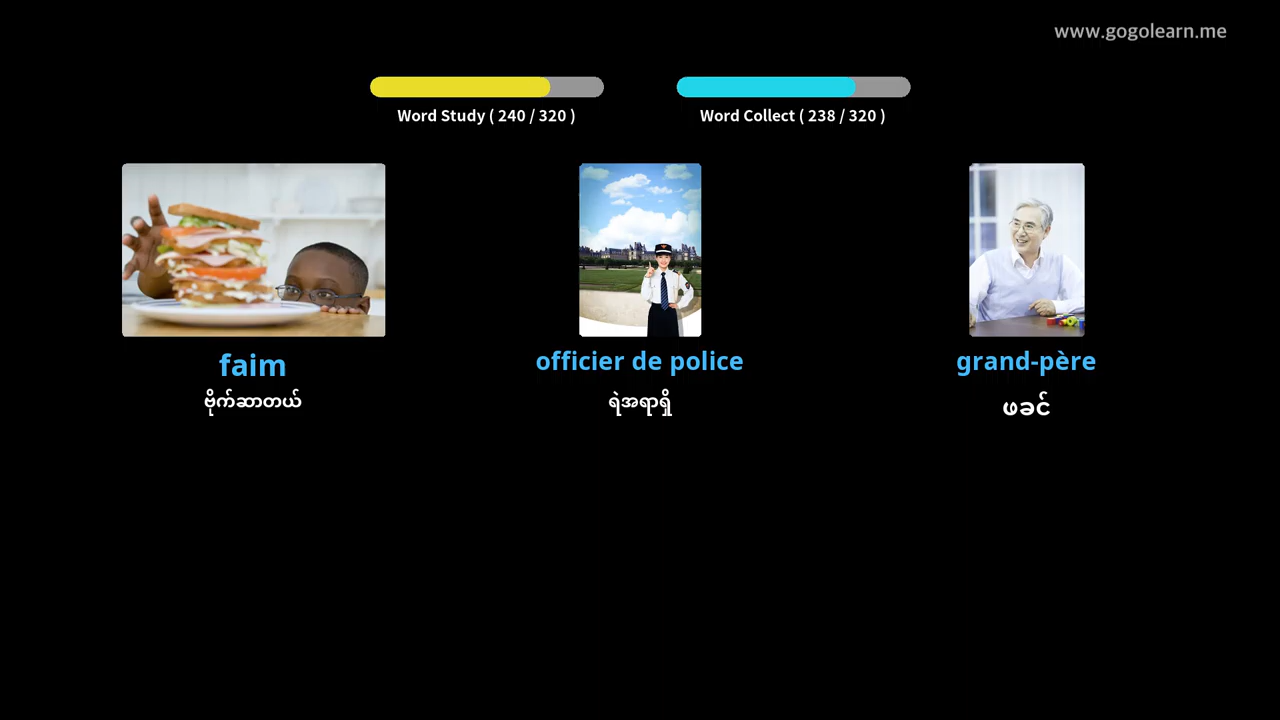 www.gogolearn.me
Word Study ( 240 / 320 )
Word Collect ( 238 / 320 )
faim
officier de police
grand-père
ဗိုက်ဆာတယ်
ရဲအရာရှိ
ဖခင်